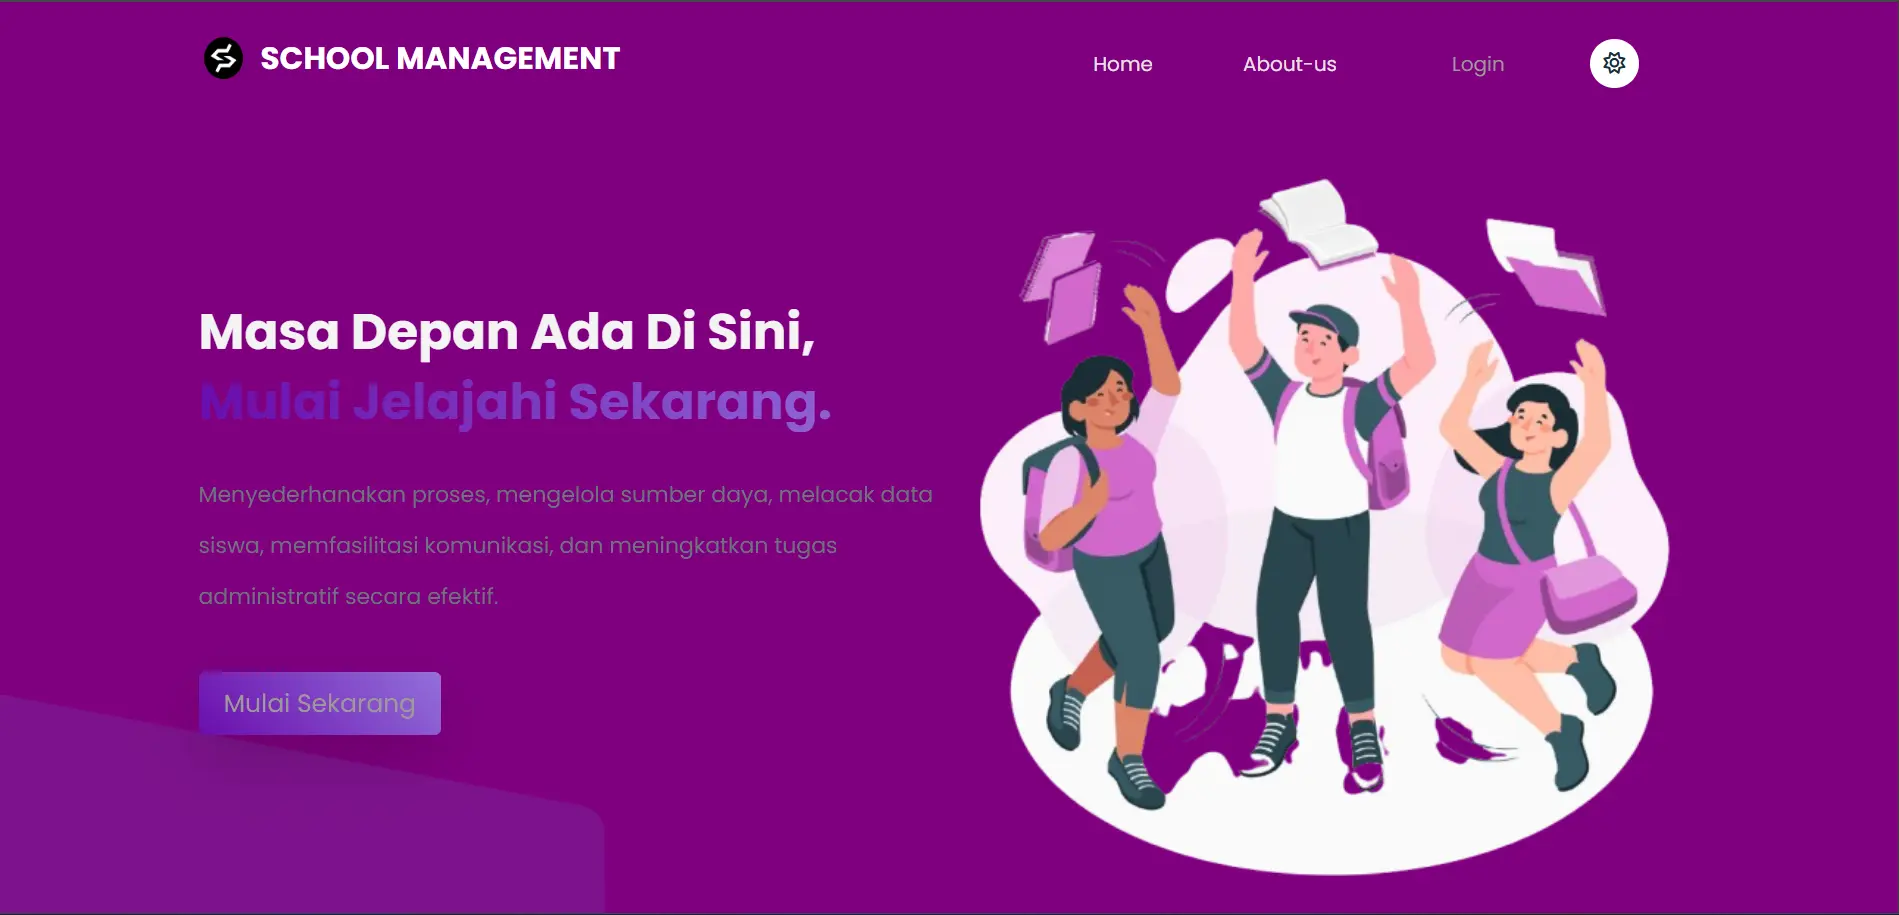 SCHOOL MANAGEMENT
Home
About-us
Login
Masa Depan Ada Di Sini,
Mulai Jelajahi Sekarang.
Menyederhanakan proses, mengelola sumber daya, melacak data
siswa, memfasilitasi komunikasi, dan meningkatkan tugas
administratif secara efektif.
Mulai Sekarang